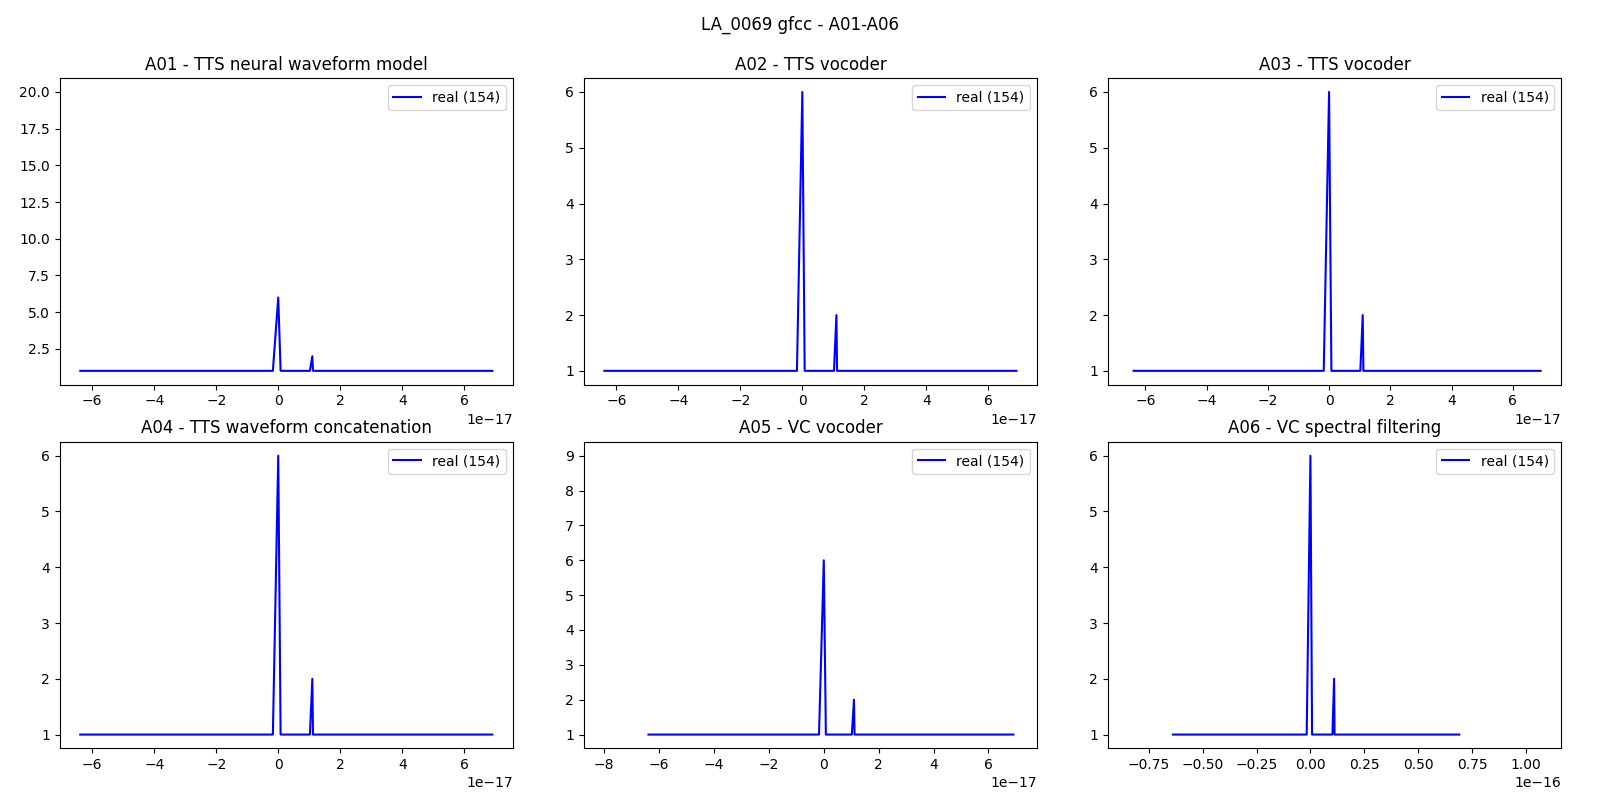 LA_0069 gfcc - A01-A06
A01 - TTS neural waveform model
real (154)
20.0
17.5
15.0
12.5
10.0
7.5
5.0
2.5
−6 −4 −2 0 2 4 6
1e−17
A02 - TTS vocoder
real (154)
6
5
4
3
2
1
−6 −4 −2 0 2 4 6
1e−17
A03 - TTS vocoder
real (154)
6
5
4
3
2
1
−6 −4 −2 0 2 4 6
1e−17
A04 - TTS waveform concatenation
real (154)
6
5
4
3
2
1
−6 −4 −2 0 2 4 6
1e−17
A05 - VC vocoder
real (154)
9
8
7
6
5
4
3
2
1
−8 −6 −4 −2 0 2 4 6
1e−17
A06 - VC spectral filtering
real (154)
6
5
4
3
2
1
−0.75 −0.50 −0.25 0.00 0.25 0.50 0.75 1.00
1e−16